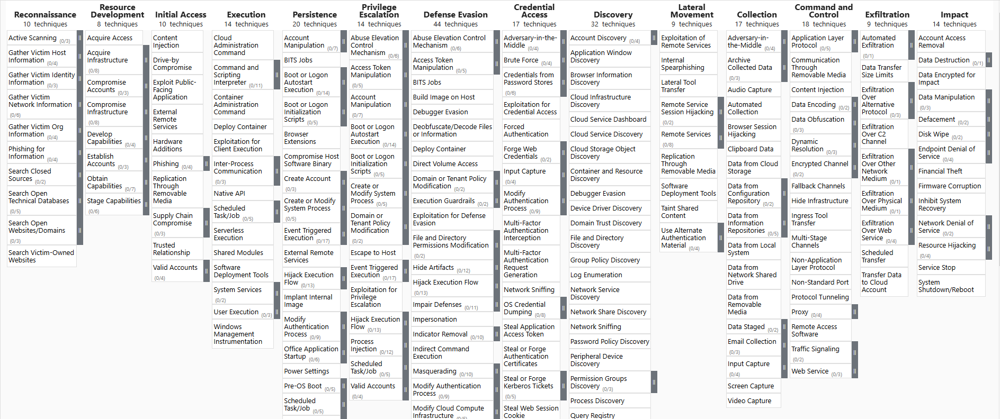 Reconnaissance
10 techniques
Active Scanning (0/3)
Gather Victim Host
Information (0/4)
Gather Victim Identity
Information (0/3)
Gather Victim
Network Information
(0/6)
Gather Victim Org
Information (0/4)
Phishing for
Information (0/4)
Search Closed
Sources (0/2)
Search Open
Technical Databases
(0/5)
Search Open
Websites/Domains
(0/3)
Search Victim-Owned
Websites
Resource
Development
8 techniques
Acquire Access
Acquire
Infrastructure
(0/8)
Compromise
Accounts (0/3)
Compromise
Infrastructure
(0/8)
Develop
Capabilities (0/4)
Establish
Accounts (0/3)
Obtain
Capabilities (0/7)
Stage Capabilities
(0/6)
Initial Access
10 techniques
Content
Injection
Drive-by
Compromise
Exploit Public-
Facing
Application
External
Remote
Services
Hardware
Additions
Phishing (0/4)
Replication
Through
Removable
Media
Supply Chain
Compromise
(0/3)
Trusted
Relationship
Valid Accounts
(0/4)
Execution
14 techniques
Cloud
Administration
Command
Command and
Scripting
Interpreter (0/11)
Container
Administration
Command
Deploy Container
Exploitation for
Client Execution
Inter-Process
Communication
(0/3)
Native API
Scheduled
Task/Job (0/5)
Serverless
Execution
Shared Modules
Software
Deployment Tools
System Services
(0/2)
User Execution (0/3)
Windows
Management
Instrumentation
Persistence
20 techniques
Account
Manipulation (0/7)
BITS Jobs
Boot or Logon
Autostart
Execution (0/14)
Boot or Logon
Initialization
Scripts (0/5)
Browser
Extensions
Compromise Host
Software Binary
Create Account
(0/3)
Create or Modify
System Process
(0/5)
Event Triggered
Execution (0/17)
External Remote
Services
Hijack Execution
Flow (0/13)
Implant Internal
Image
Modify
Authentication
Process (0/9)
Office Application
Startup (0/6)
Power Settings
Pre-OS Boot (0/5)
Scheduled
Task/Job (0/5)
Privilege
Escalation
14 techniques
Abuse Elevation
Control
Mechanism (0/6)
Access Token
Manipulation
(0/5)
Account
Manipulation
(0/7)
Boot or Logon
Autostart
Execution (0/14)
Boot or Logon
Initialization
Scripts (0/5)
Create or
Modify System
Process (0/5)
Domain or
Tenant Policy
Modification
(0/2)
Escape to Host
Event Triggered
Execution (0/17)
Exploitation for
Privilege
Escalation
Hijack Execution
Flow (0/13)
Process
Injection (0/12)
Scheduled
Task/Job (0/5)
Valid Accounts
(0/4)
Defense Evasion
44 techniques
Abuse Elevation Control
Mechanism (0/6)
Access Token
Manipulation (0/5)
BITS Jobs
Build Image on Host
Debugger Evasion
Deobfuscate/Decode Files
or Information
Deploy Container
Direct Volume Access
Domain or Tenant Policy
Modification (0/2)
Execution Guardrails (0/2)
Exploitation for Defense
Evasion
File and Directory
Permissions Modification
(0/2)
Hide Artifacts (0/12)
Hijack Execution Flow
(0/13)
Impair Defenses (0/11)
Impersonation
Indicator Removal (0/10)
Indirect Command
Execution
Masquerading (0/10)
Modify Authentication
Process (0/9)
Modify Cloud Compute
Infrastructure (0/5)
Credential
Access
17 techniques
Adversary-in-the-
Middle (0/4)
Brute Force (0/4)
Credentials from
Password Stores
(0/6)
Exploitation for
Credential Access
Forced
Authentication
Forge Web
Credentials (0/2)
Input Capture
(0/4)
Modify
Authentication
Process (0/9)
Multi-Factor
Authentication
Interception
Multi-Factor
Authentication
Request
Generation
Network Sniffing
OS Credential
Dumping (0/8)
Steal Application
Access Token
Steal or Forge
Authentication
Certificates
Steal or Forge
Kerberos Tickets
(0/5)
Steal Web Session
Cookie
Discovery
32 techniques
Account Discovery (0/4)
Application Window
Discovery
Browser Information
Discovery
Cloud Infrastructure
Discovery
Cloud Service Dashboard
Cloud Service Discovery
Cloud Storage Object
Discovery
Container and Resource
Discovery
Debugger Evasion
Device Driver Discovery
Domain Trust Discovery
File and Directory
Discovery
Group Policy Discovery
Log Enumeration
Network Service
Discovery
Network Share Discovery
Network Sniffing
Password Policy Discovery
Peripheral Device
Discovery
Permission Groups
Discovery (0/3)
Process Discovery
Query Registry
Lateral
Movement
9 techniques
Exploitation of
Remote Services
Internal
Spearphishing
Lateral Tool
Transfer
Remote Service
Session Hijacking
(0/2)
Remote Services
(0/8)
Replication
Through
Removable Media
Software
Deployment Tools
Taint Shared
Content
Use Alternate
Authentication
Material (0/4)
Collection
17 techniques
Adversary-in-
the-Middle (0/4)
Archive
Collected Data
(0/3)
Audio Capture
Automated
Collection
Browser Session
Hijacking
Clipboard Data
Data from Cloud
Storage
Data from
Configuration
Repository (0/2)
Data from
Information
Repositories (0/5)
Data from Local
System
Data from
Network Shared
Drive
Data from
Removable
Media
Data Staged (0/2)
Email Collection
(0/3)
Input Capture
(0/4)
Screen Capture
Video Capture
Command and
Control
18 techniques
Application Layer
Protocol (0/5)
Communication
Through
Removable Media
Content Injection
Data Encoding (0/2)
Data Obfuscation
(0/3)
Dynamic
Resolution (0/3)
Encrypted Channel
(0/2)
Fallback Channels
Hide Infrastructure
Ingress Tool
Transfer
Multi-Stage
Channels
Non-Application
Layer Protocol
Non-Standard Port
Protocol Tunneling
Proxy (0/4)
Remote Access
Software
Traffic Signaling
(0/2)
Web Service (0/3)
Exfiltration
9 techniques
Automated
Exfiltration
(0/1)
Data Transfer
Size Limits
Exfiltration
Over
Alternative
Protocol (0/3)
Exfiltration
Over C2
Channel
Exfiltration
Over Other
Network
Medium (0/1)
Exfiltration
Over Physical
Medium (0/1)
Exfiltration
Over Web
Service (0/4)
Scheduled
Transfer
Transfer Data
to Cloud
Account
Impact
14 techniques
Account Access
Removal
Data Destruction (0/1)
Data Encrypted for
Impact
Data Manipulation
(0/3)
Defacement (0/2)
Disk Wipe (0/2)
Endpoint Denial of
Service (0/4)
Financial Theft
Firmware Corruption
Inhibit System
Recovery
Network Denial of
Service (0/2)
Resource Hijacking
(0/4)
Service Stop
System
Shutdown/Reboot